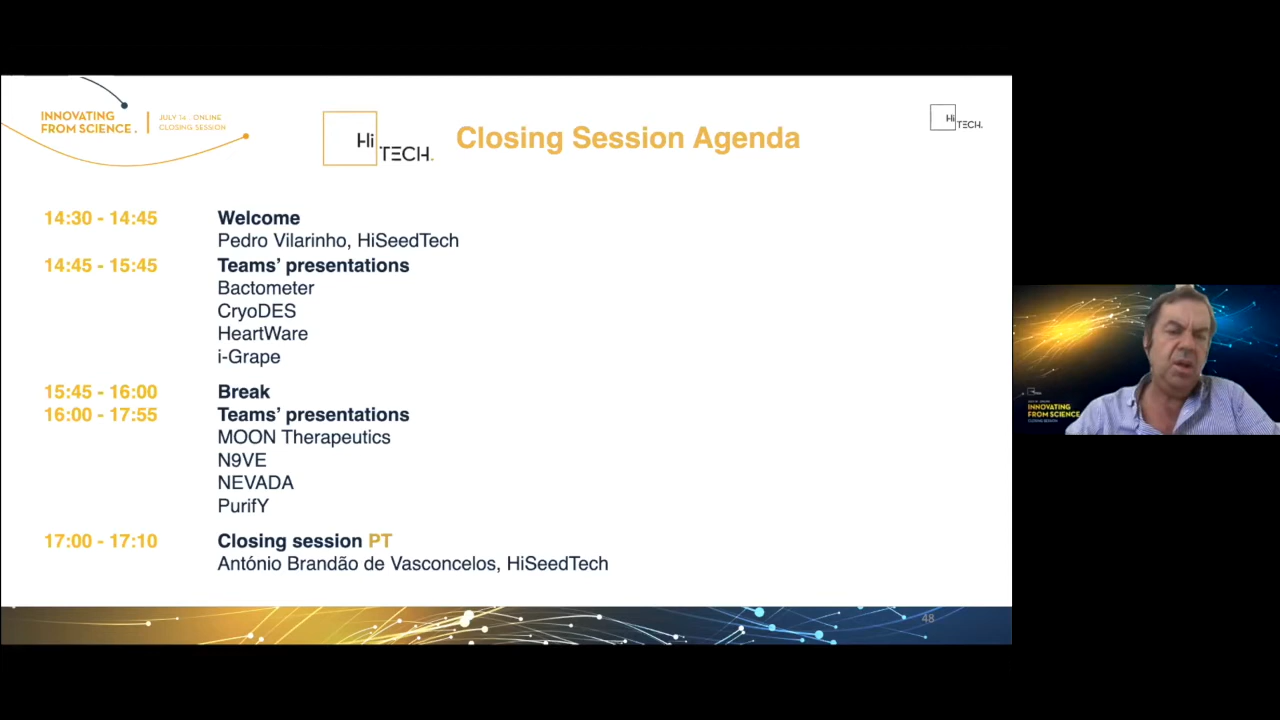 INNOVATING
FROM SCIENCE.
JULY 14 . ONLINE
CLOSING SESSION
Hi
TECH.
Closing Session Agenda
Hi
TECH.
14:30 - 14:45 Welcome
Pedro Vilarinho, HiSeedTech
14:45 - 15:45 Teams’ presentations
Bactometer
CryoDES
HeartWare
i-Grape
15:45 - 16:00 Break
16:00 - 17:55 Teams’ presentations
MOON Therapeutics
N9VE
NEVADA
PurifY
17:00 - 17:10 Closing session PT
António Brandão de Vasconcelos, HiSeedTech
48
INNOVATING
FROM SCIENCE